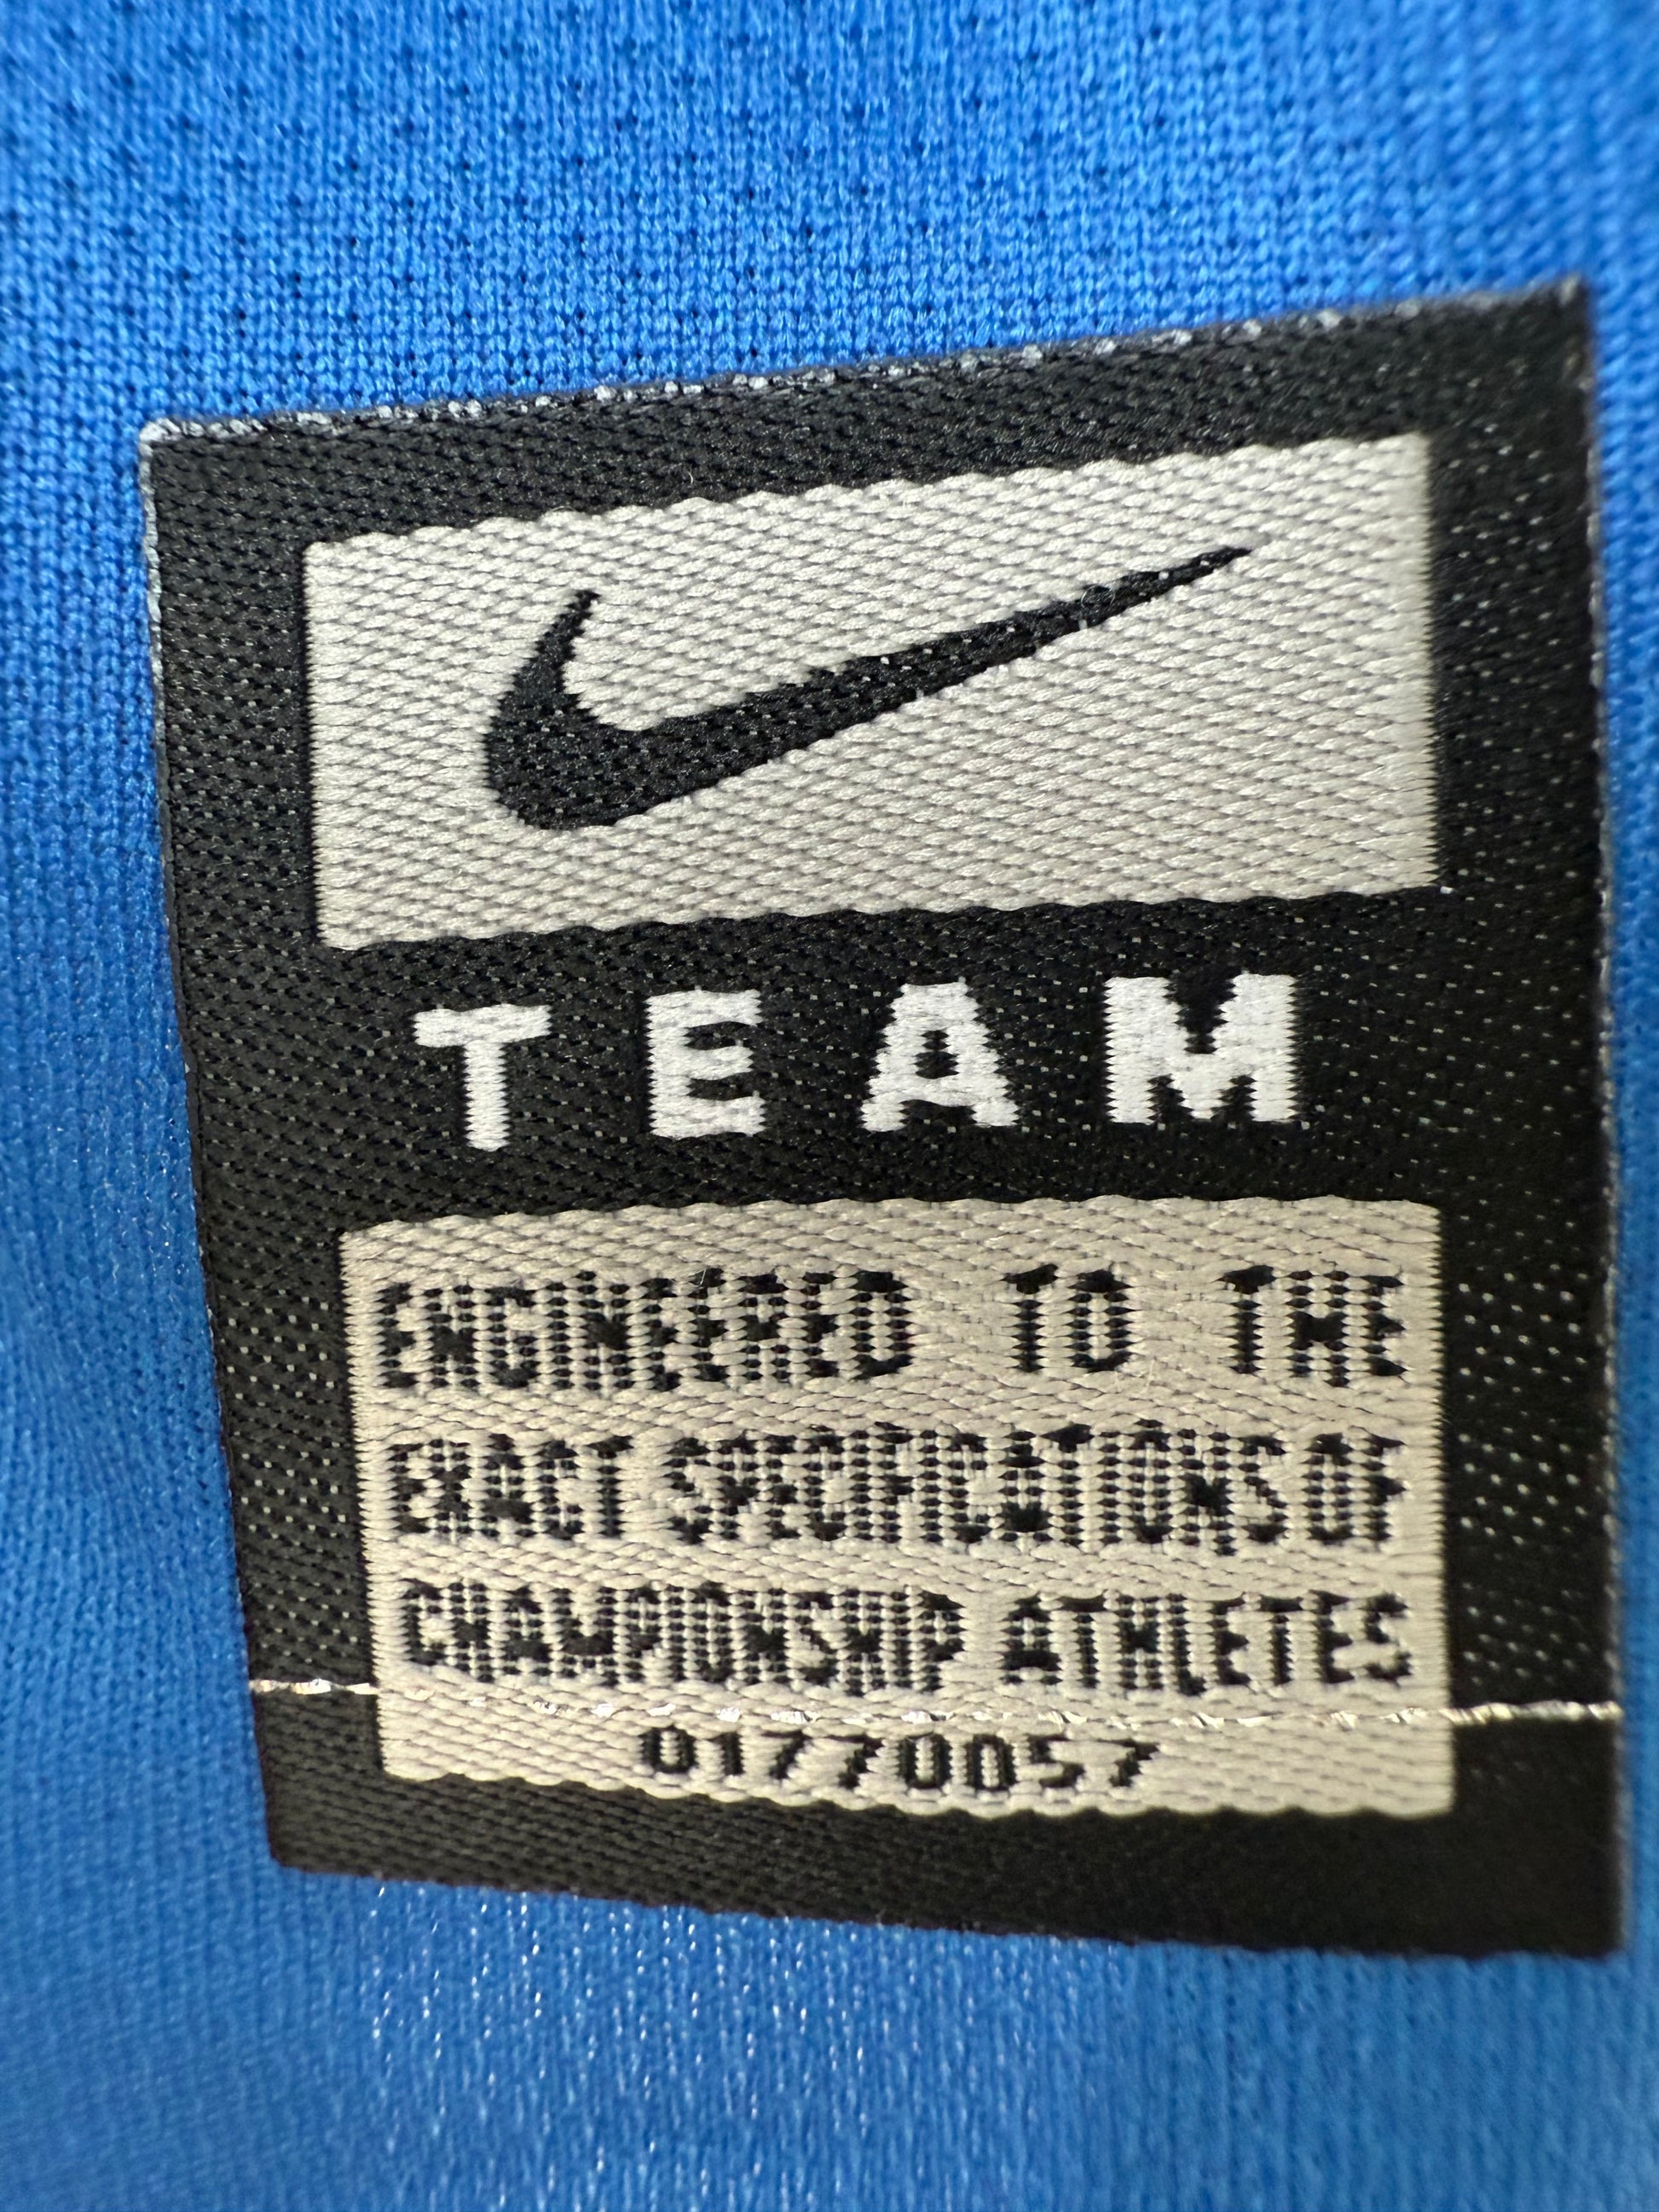 TEAM
ENGINEERED TO THE
EXACT SPECIFICATIONS OF
CHAMPIONSHIP ATHLETES
01770057